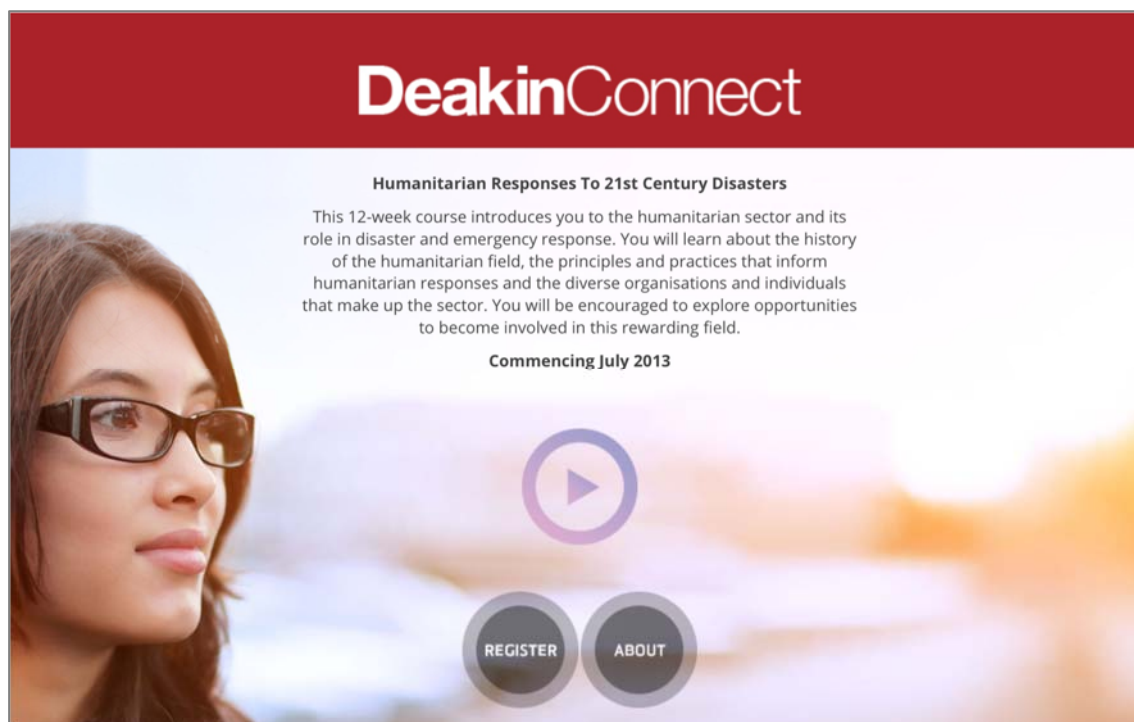 DeakinConnect
Humanitarian Responses To 21st Century Disasters
This 12-week course introduces you to the humanitarian sector and its
role in disaster and emergency response. You will learn about the history
of the humanitarian field, the principles and practices that inform
humanitarian responses and the diverse organisations and individuals
that make up the sector. You will be encouraged to explore opportunities
to become involved in this rewarding field.
Commencing July 2013
REGISTER ABOUT